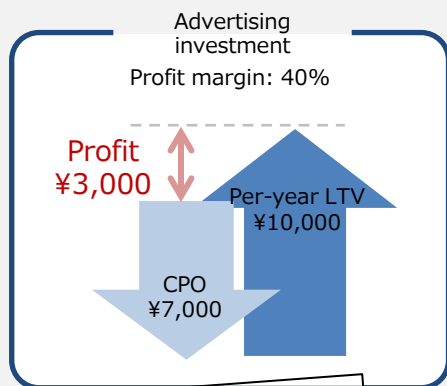 Advertising
investment
Profit margin: 40%
Profit
¥3,000
Per-year LTV
¥10,000
CPO
¥7,000